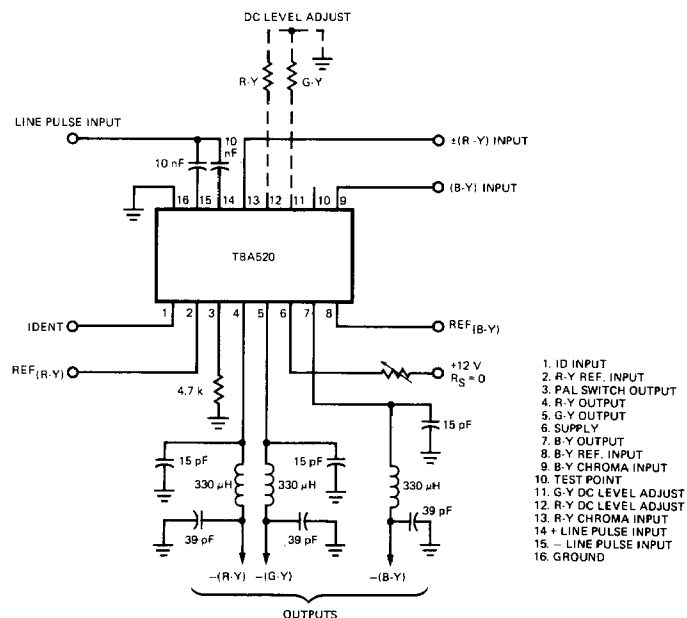 DC LEVEL ADJUST
R-Y
G-Y
LINE PULSE INPUT
10 nF
10 nF
±(R-Y) INPUT
(B-Y) INPUT
16 15 14 13 12 11 10 9
TBA520
1 2 3 4 5 6 7 8
IDENT
REF(R-Y)
REF(B-Y)
+12 V
RS = 0
4.7 k
15 pF
15 pF
15 pF
330 µH
330 µH
330 µH
39 pF
39 pF
39 pF
–(R-Y)
–(G-Y)
–(B-Y)
OUTPUTS
1. ID INPUT
2. R-Y REF. INPUT
3. PAL SWITCH OUTPUT
4. R-Y OUTPUT
5. G-Y OUTPUT
6. SUPPLY
7. B-Y OUTPUT
8. B-Y REF. INPUT
9. B-Y CHROMA INPUT
10. TEST POINT
11. G-Y DC LEVEL ADJUST
12. R-Y DC LEVEL ADJUST
13. R-Y CHROMA INPUT
14 + LINE PULSE INPUT
15. – LINE PULSE INPUT
16. GROUND